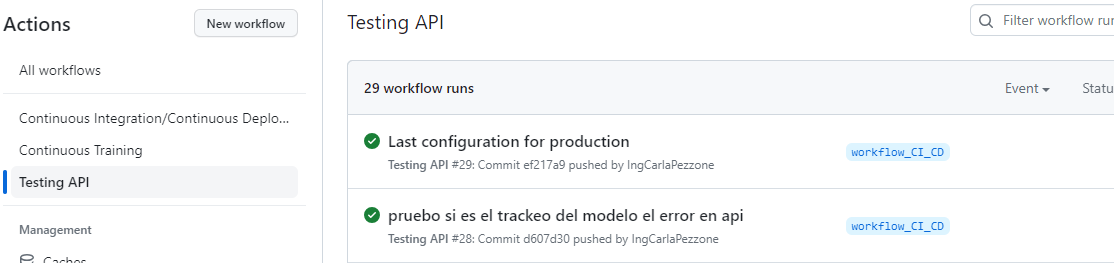 Actions
New workflow
All workflows
Continuous Integration/Continuous Deplo...
Continuous Training
Testing API
Management
Caches
Testing API
Filter workflow rur
29 workflow runs
Event
Statu
Last configuration for production
Testing API #29: Commit ef217a9 pushed by IngCarlaPezzone
workflow_CI_CD
pruebo si es el trackeo del modelo el error en api
Testing API #28: Commit d607d30 pushed by IngCarlaPezzone
workflow_CI_CD